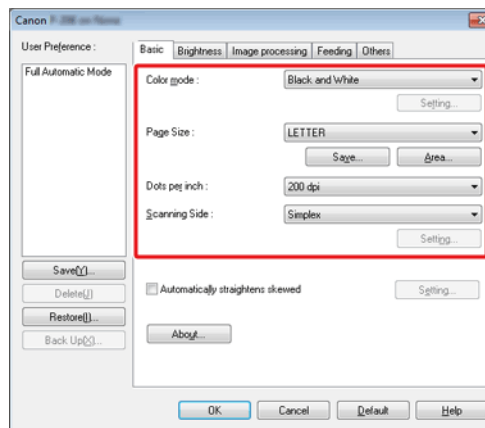 Canon
User Preference :
Full Automatic Mode
Save(Y)...
Delete(J)
Restore(I)...
Back Up(X)...
Basic Brightness Image processing Feeding Others
Color mode : Black and White
Setting...
Page Size : LETTER
Save... Area...
Dots per inch : 200 dpi
Scanning Side : Simplex
Setting...
Automatically straightens skewed Setting...
About...
OK Cancel Default Help